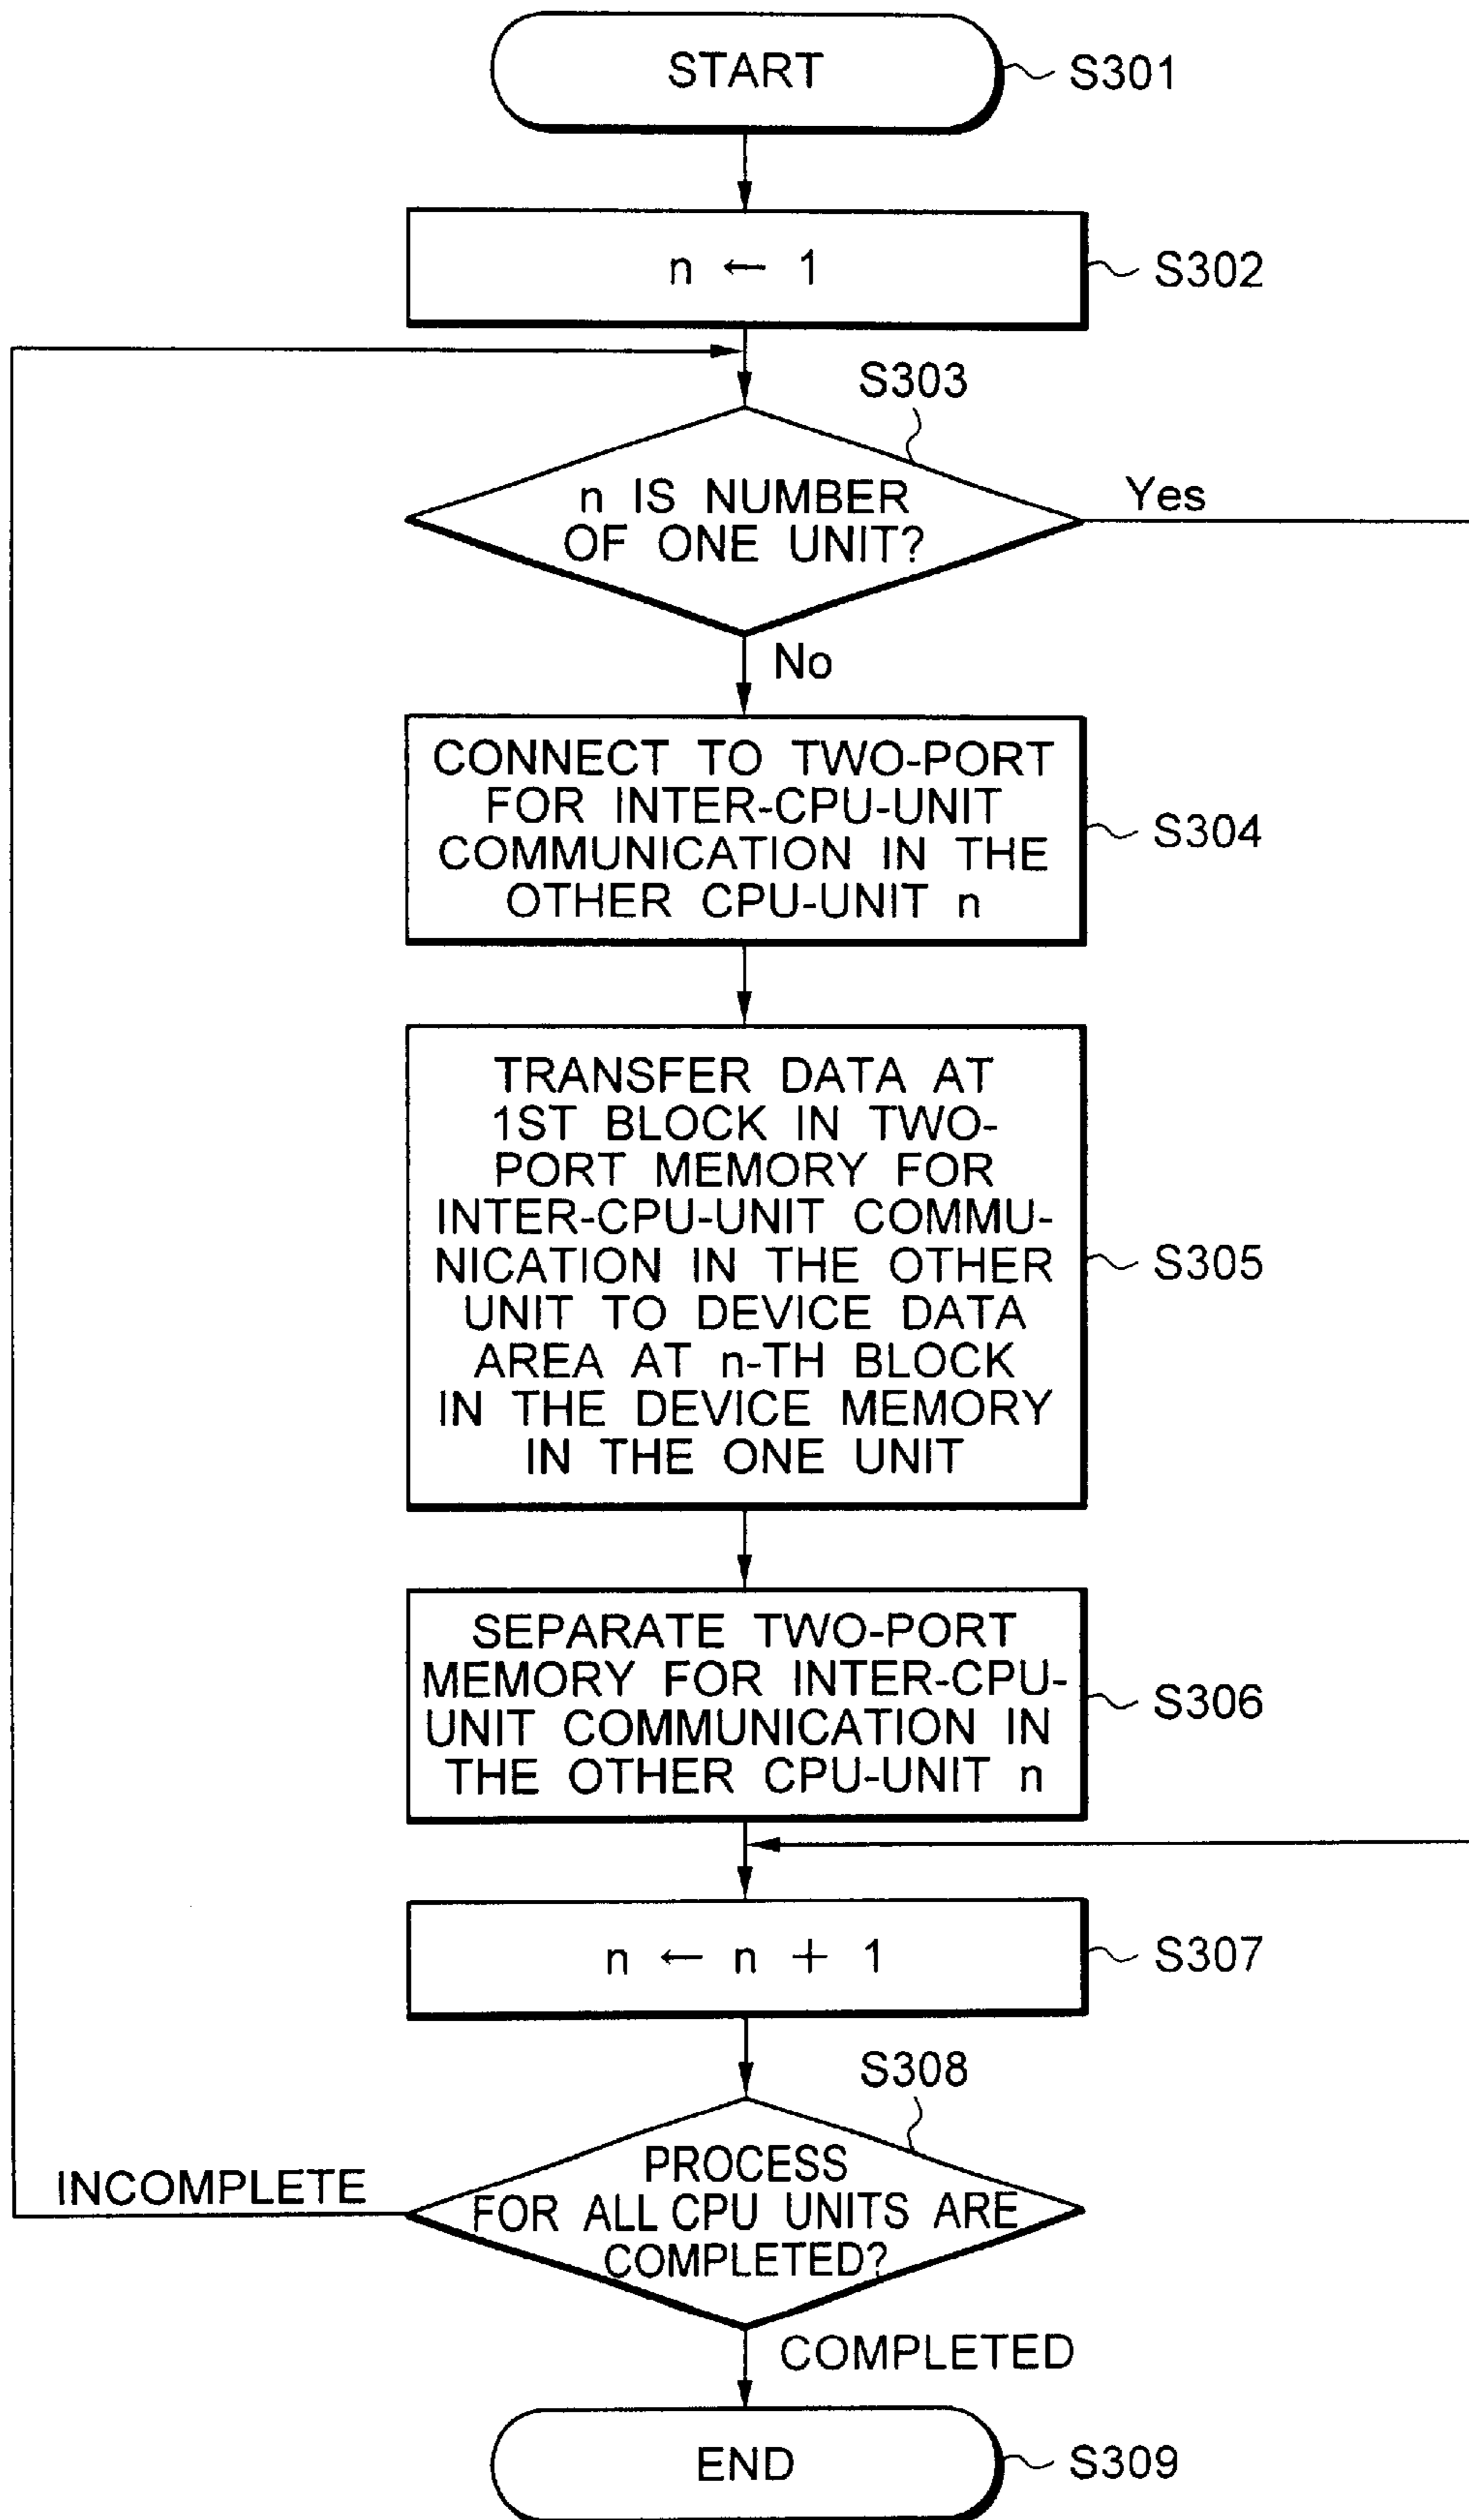 START
S301
n ← 1
S302
S303
n IS NUMBER
OF ONE UNIT?
Yes
No
CONNECT TO TWO-PORT
FOR INTER-CPU-UNIT
COMMUNICATION IN THE
OTHER CPU-UNIT n
S304
TRANSFER DATA AT
1ST BLOCK IN TWO-
PORT MEMORY FOR
INTER-CPU-UNIT COMMU-
NICATION IN THE OTHER
UNIT TO DEVICE DATA
AREA AT n-TH BLOCK
IN THE DEVICE MEMORY
IN THE ONE UNIT
S305
SEPARATE TWO-PORT
MEMORY FOR INTER-CPU-
UNIT COMMUNICATION IN
THE OTHER CPU-UNIT n
S306
n ← n + 1
S307
S308
PROCESS
FOR ALL CPU UNITS ARE
COMPLETED?
INCOMPLETE
COMPLETED
END
S309